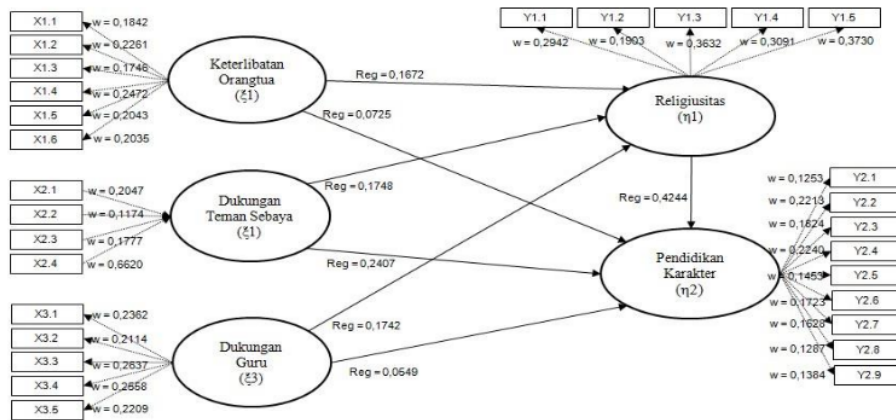 X1.1
w = 0,1842
X1.2
w = 0,2261
X1.3
w = 0,1746
X1.4
w = 0,2472
X1.5
w = 0,2043
X1.6
w = 0,2035
Keterlibatan
Orangtua
(ξ1)
X2.1
w = 0,2047
X2.2
w = 0,1174
X2.3
w = 0,1777
X2.4
w = 0,6620
Dukungan
Teman Sebaya
(ξ1)
X3.1
w = 0,2362
X3.2
w = 0,2114
X3.3
w = 0,2637
X3.4
w = 0,2558
X3.5
w = 0,2209
Dukungan
Guru
(ξ3)
Reg = 0,1672
Reg = 0,0725
Reg = 0,1748
Reg = 0,2407
Reg = 0,1742
Reg = 0,0549
Reg = 0,4244
Y1.1
Y1.2
Y1.3
Y1.4
Y1.5
w = 0,2942
w = 0,1903
w = 0,3632
w = 0,3091
w = 0,3730
Religiusitas
(η1)
Pendidikan
Karakter
(η2)
w = 0,1253
Y2.1
w = 0,2213
Y2.2
w = 0,1824
Y2.3
w = 0,2240
Y2.4
w = 0,1453
Y2.5
w = 0,1723
Y2.6
w = 0,1628
Y2.7
w = 0,1287
Y2.8
w = 0,1384
Y2.9